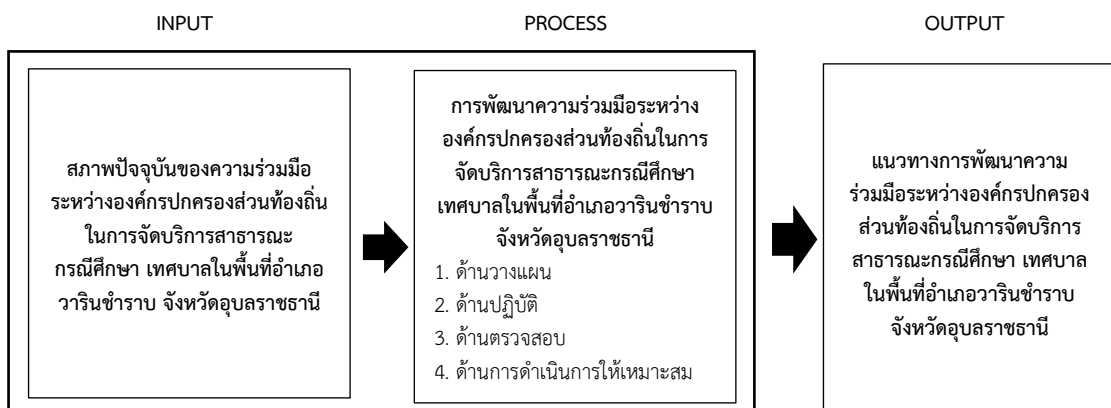 INPUT
PROCESS
OUTPUT
สภาพปัจจุบันของความร่วมมือ
ระหว่างองค์กรปกครองส่วนท้องถิ่น
ในการจัดบริการสาธารณะ
กรณีศึกษา เทศบาลในพื้นที่อำเภอ
วารินชำราบ จังหวัดอุบลราชธานี
การพัฒนาความร่วมมือระหว่าง
องค์กรปกครองส่วนท้องถิ่นในการ
จัดบริการสาธารณะกรณีศึกษา
เทศบาลในพื้นที่อำเภอวารินชำราบ
จังหวัดอุบลราชธานี
1. ด้านวางแผน
2. ด้านปฏิบัติ
3. ด้านตรวจสอบ
4. ด้านการดำเนินการให้เหมาะสม
แนวทางการพัฒนาความ
ร่วมมือระหว่างองค์กรปกครอง
ส่วนท้องถิ่นในการจัดบริการ
สาธารณะกรณีศึกษา เทศบาล
ในพื้นที่อำเภอวารินชำราบ
จังหวัดอุบลราชธานี